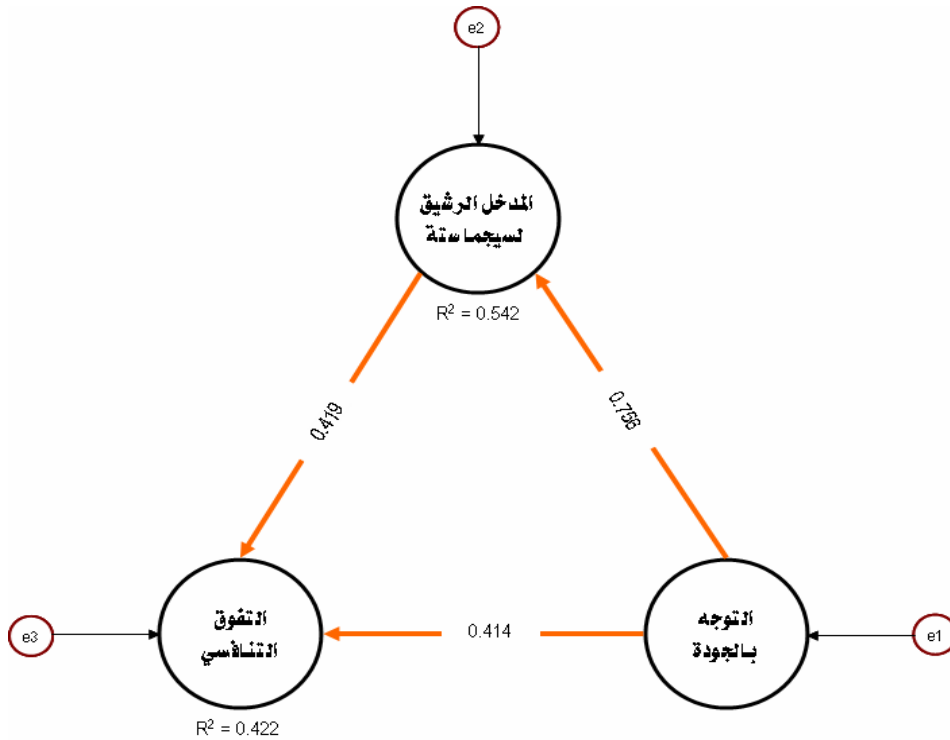 e2
المدخل الرشيق
لسيجما ستة
R² = 0.542
0.419
0.756
التفوق
التنافسي
0.414
التوجه
بالجودة
e3
e1
R² = 0.422